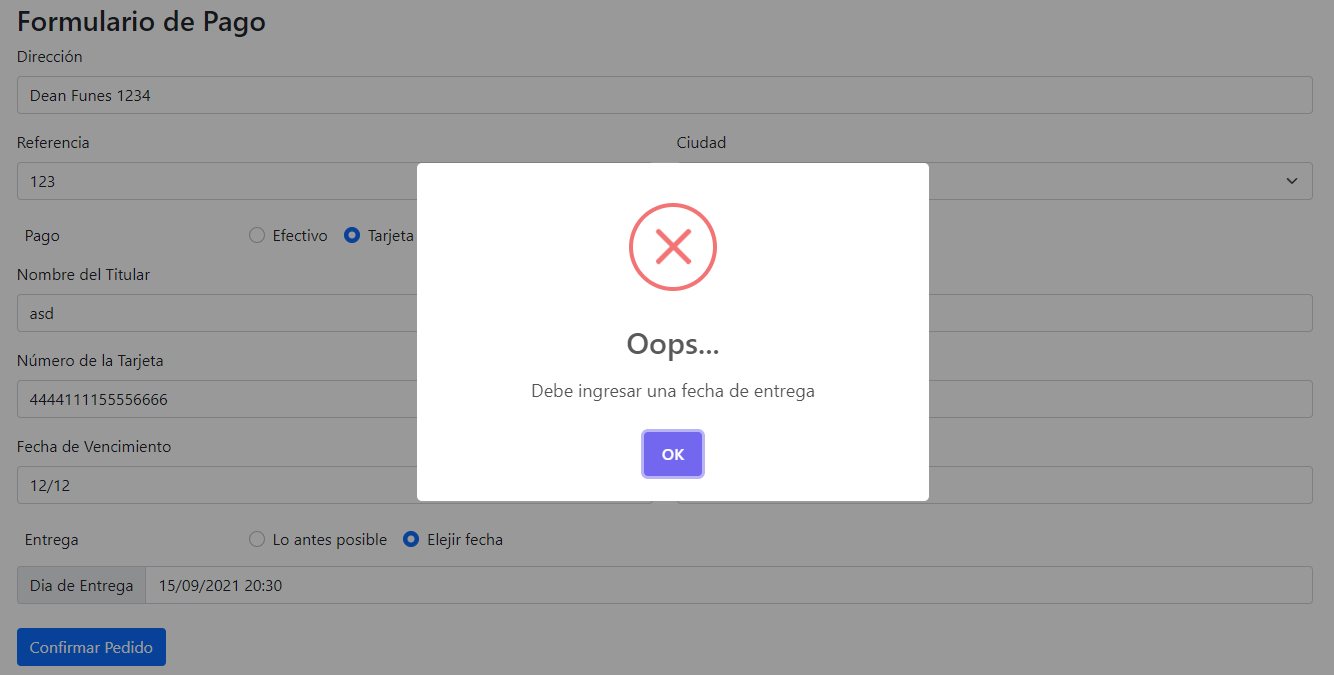 Formulario de Pago
Dirección
Dean Funes 1234
Referencia
Ciudad
123
Pago
Efectivo
Tarjeta
Nombre del Titular
asd
Número de la Tarjeta
4444111155556666
Fecha de Vencimiento
12/12
Oops...
Debe ingresar una fecha de entrega
OK
Entrega
Lo antes posible
Elejir fecha
Dia de Entrega
15/09/2021 20:30
Confirmar Pedido